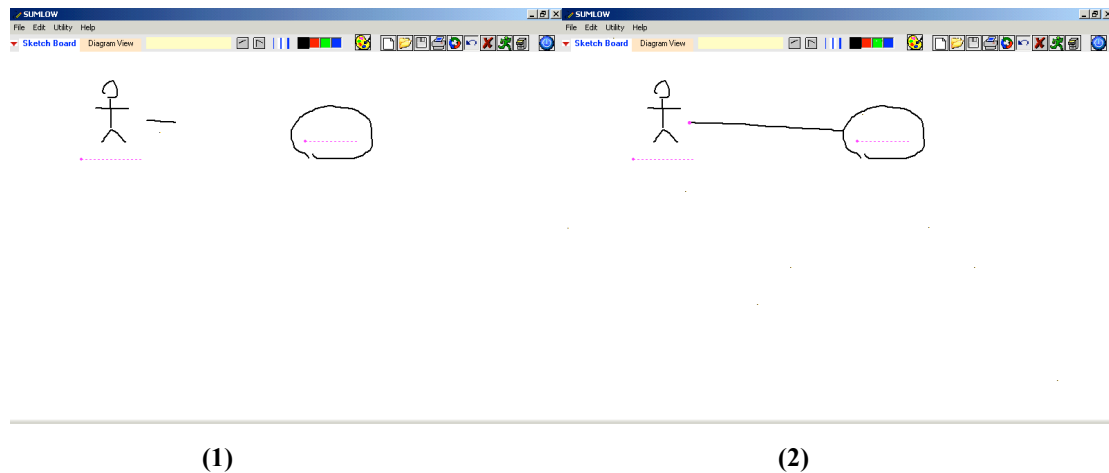 SUMLOW SUMLOW
File Edit Utility Help File Edit Utility Help
Sketch Board Diagram View Sketch Board Diagram View
(1) (2)